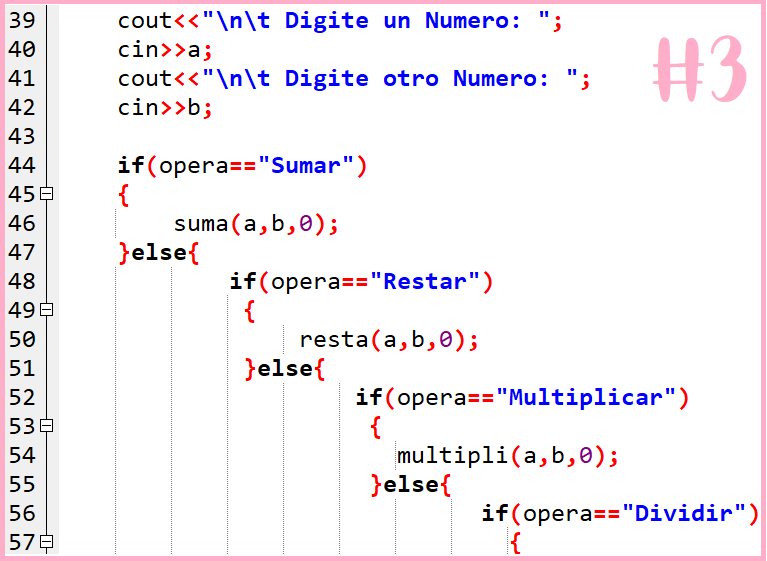 #3
39 cout<<"\n\t Digite un Numero: ";
40 cin>>a;
41 cout<<"\n\t Digite otro Numero: ";
42 cin>>b;
43
44 if(opera=="Sumar")
45 {
46 suma(a,b,0);
47 }else{
48 if(opera=="Restar")
49 {
50 resta(a,b,0);
51 }else{
52 if(opera=="Multiplicar")
53 {
54 multipli(a,b,0);
55 }else{
56 if(opera=="Dividir")
57 {